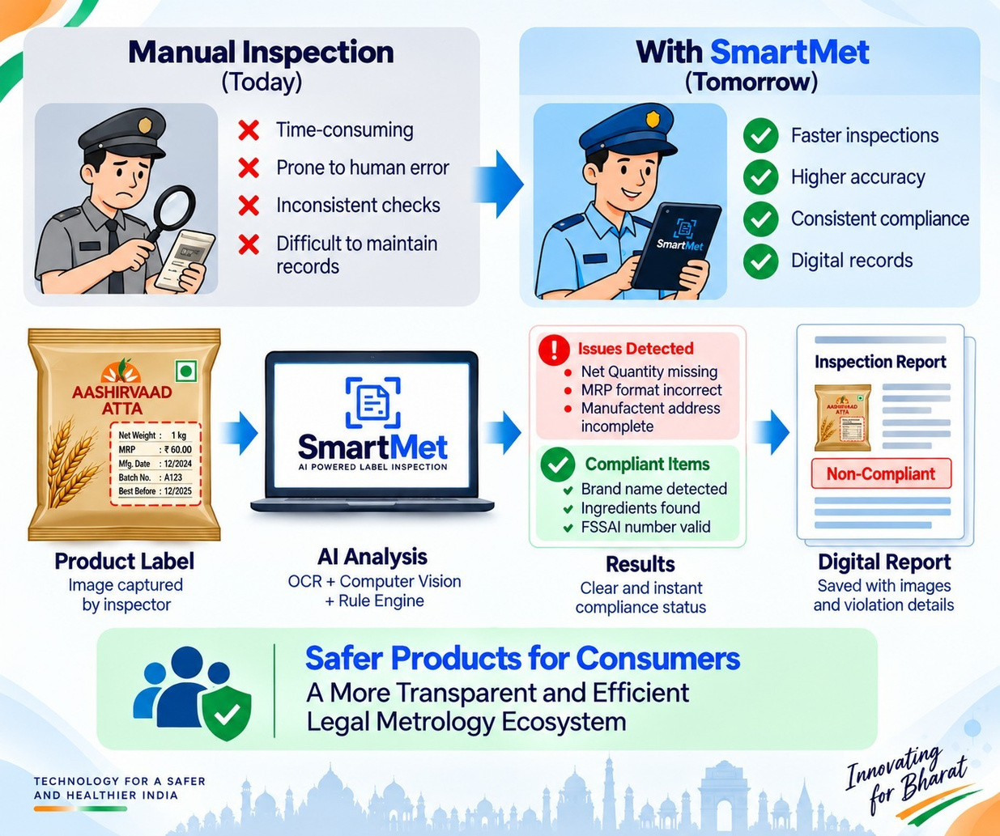 Manual Inspection
(Today)
Time-consuming
Prone to human error
Inconsistent checks
Difficult to maintain
records
With SmartMet
(Tomorrow)
SmartMet
Faster inspections
Higher accuracy
Consistent compliance
Digital records
AASHIRVAAD
ATTA
Net Weight : 1 kg
MRP : ₹ 60.00
Mfg. Date : 12/2024
Batch No. : A123
Best Before : 12/2025
Product Label
Image captured
by inspector
SmartMet
AI POWERED LABEL INSPECTION
AI Analysis
OCR + Computer Vision
+ Rule Engine
Issues Detected
Net Quantity missing
MRP format incorrect
Manufactent address
incomplete
Compliant Items
Brand name detected
Ingredients found
FSSAI number valid
Results
Clear and instant
compliance status
Inspection Report
ATTA
Non-Compliant
Digital Report
Saved with images
and violation details
Safer Products for Consumers
A More Transparent and Efficient
Legal Metrology Ecosystem
TECHNOLOGY FOR A SAFER
AND HEALTHIER INDIA
Innovating
for Bharat